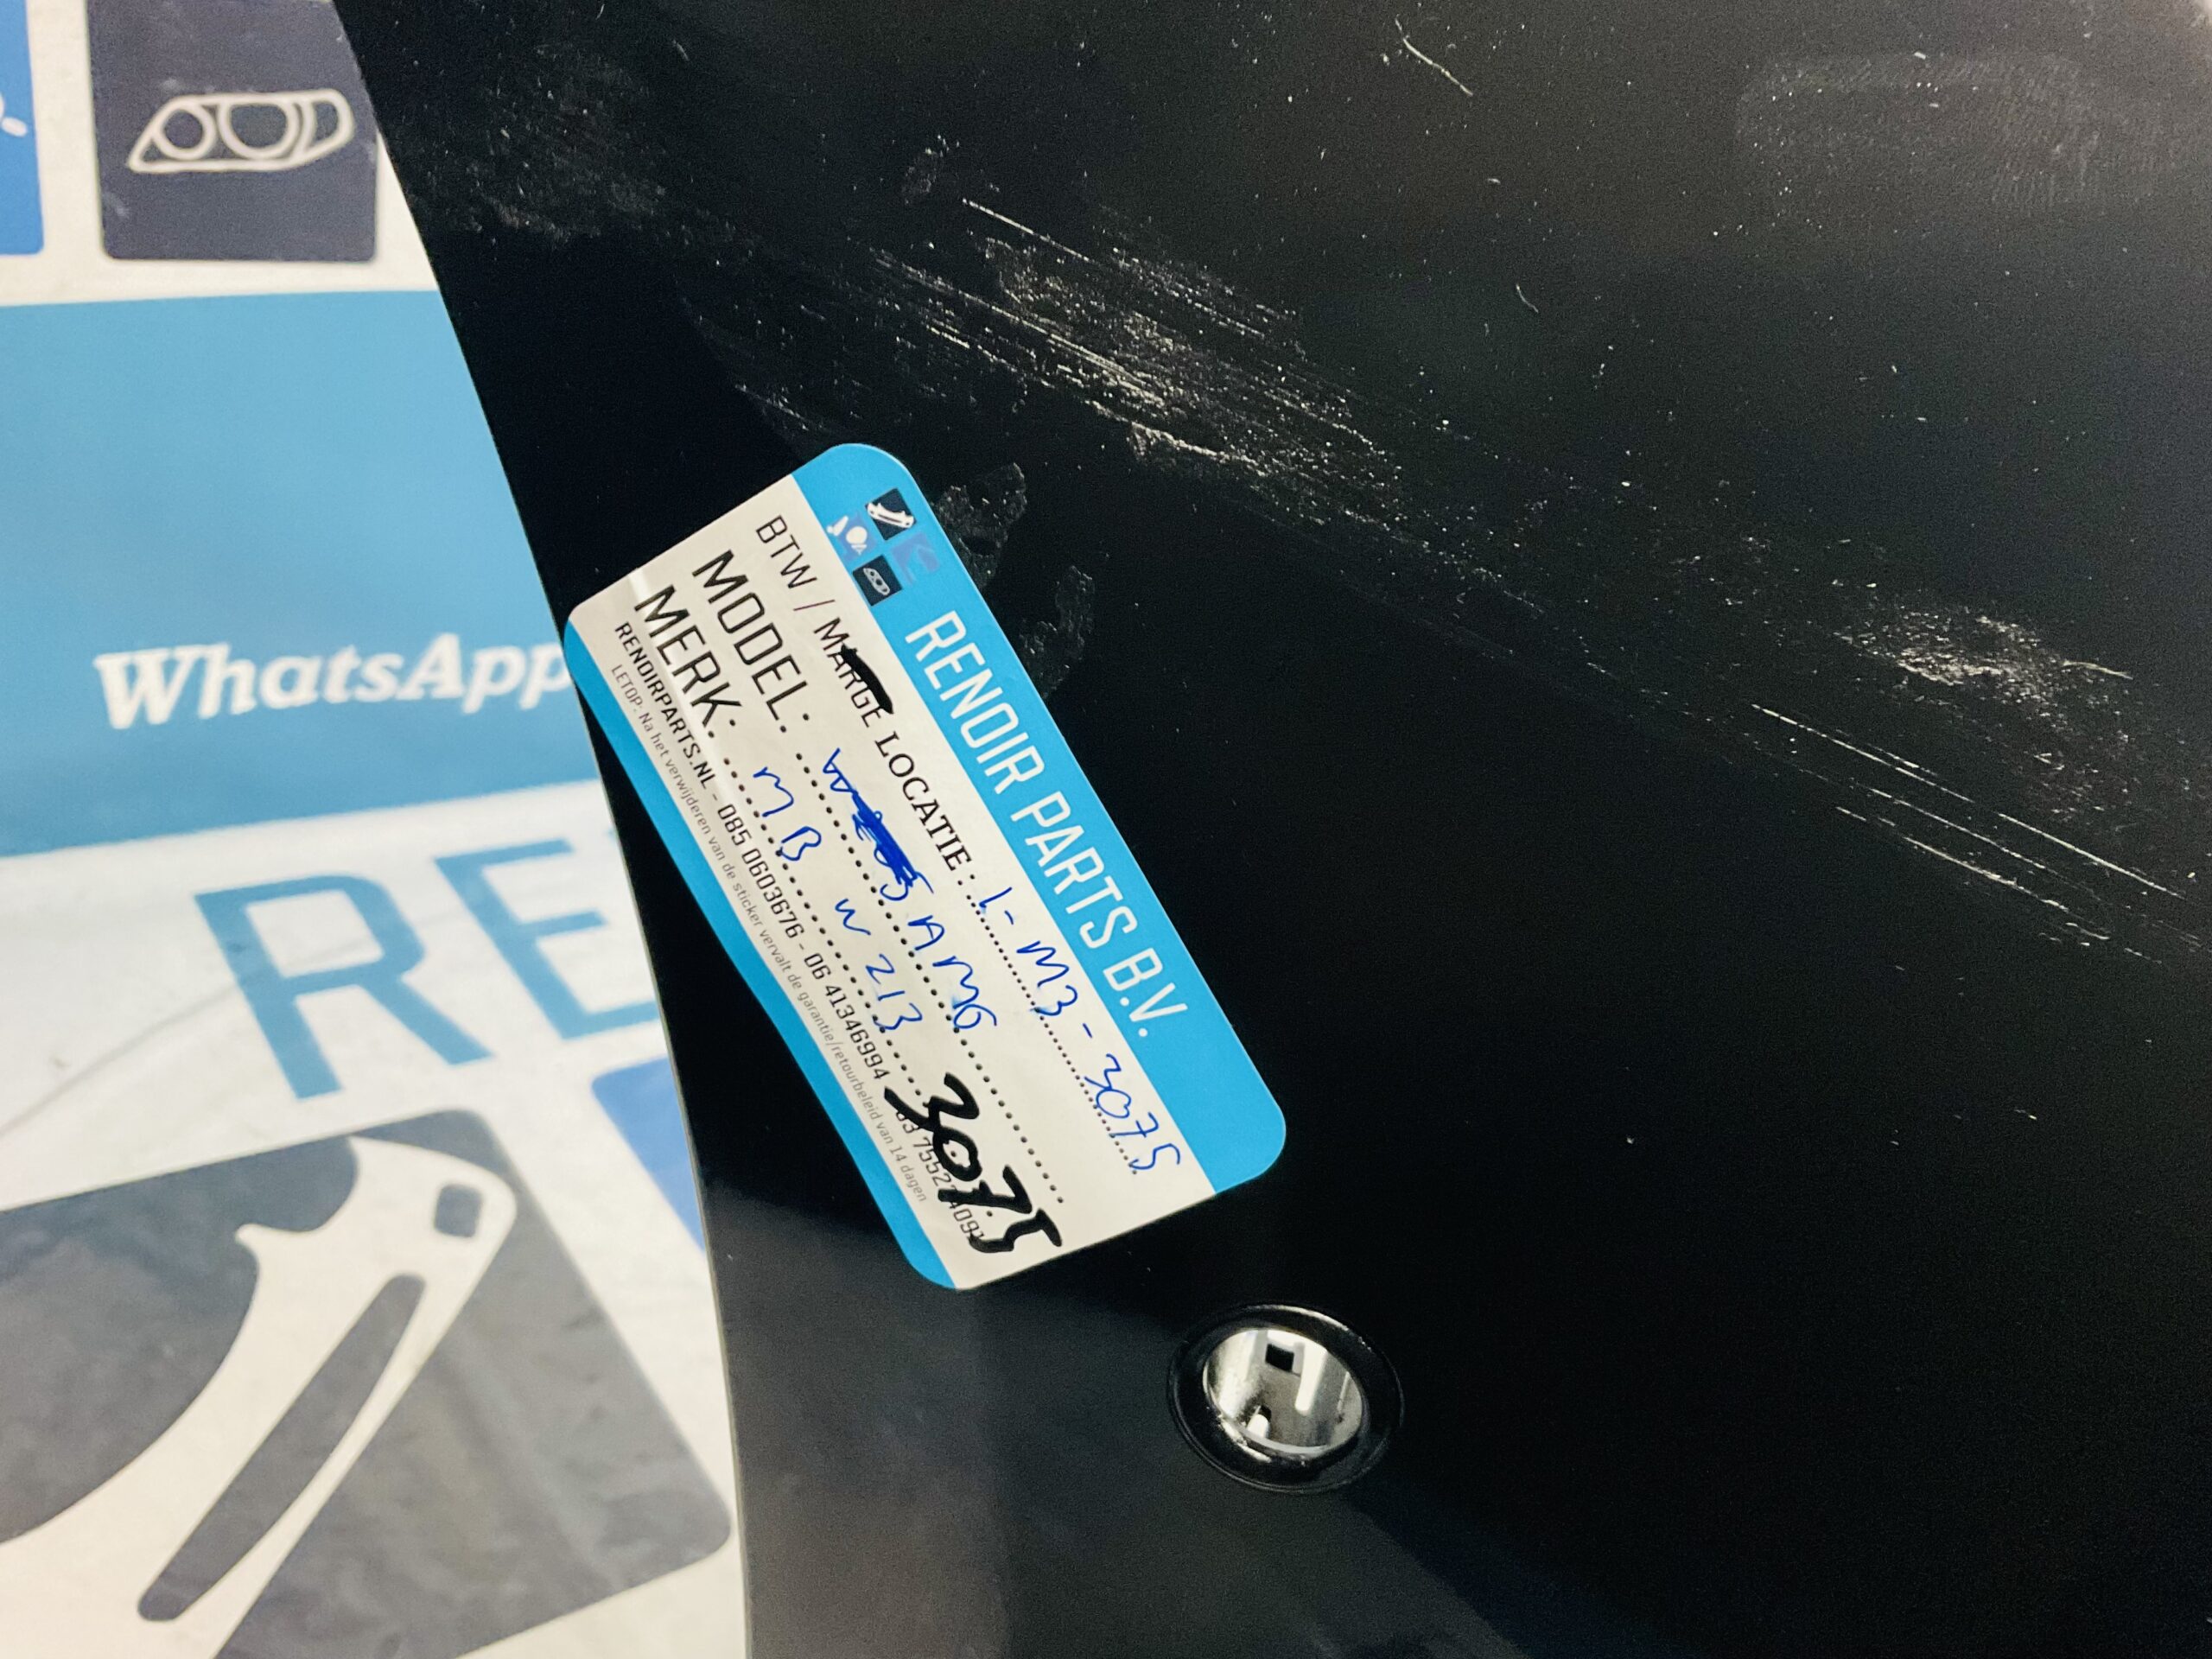 WhatsApp
RE
RENOIR PARTS B.V.
BTW / MARGE LOCATIE: 1-M3-3075
MODEL: AMG
MERK: MB W213
3075
RENOIRPARTS.NL - 085 0603676 - 06 41346994
LETOP: Na het verwijderen van de sticker vervalt de garantie/retourbeleid van 14 dagen